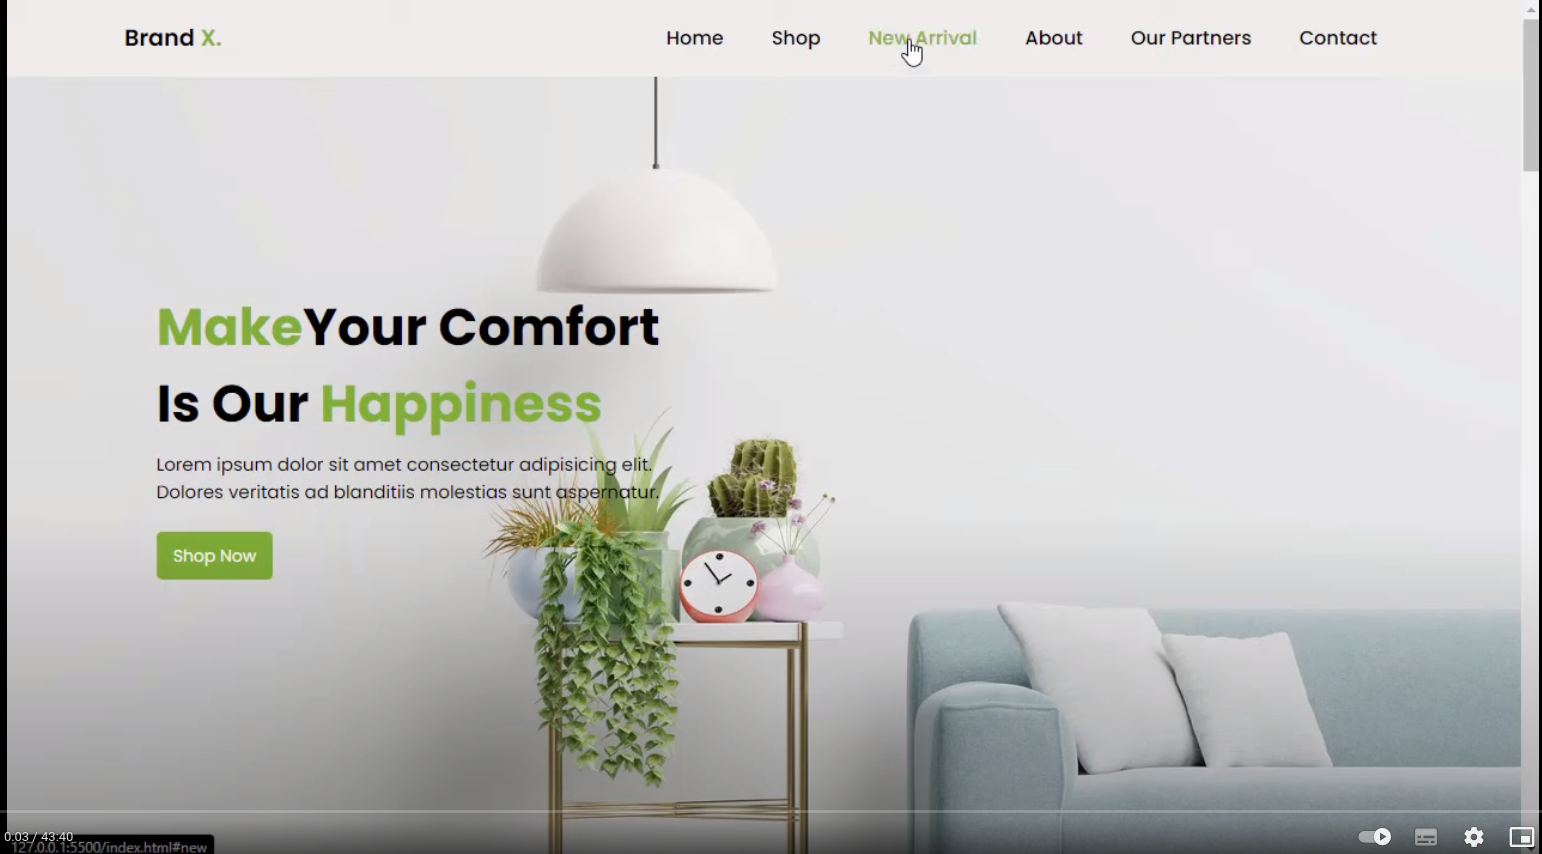 Brand X.
Home Shop New Arrival About Our Partners Contact
MakeYour Comfort
Is Our Happiness
Lorem ipsum dolor sit amet consectetur adipisicing elit.
Dolores veritatis ad blanditiis molestias sunt aspernatur.
Shop Now
0:03 / 43:40
127.0.0.1:5500/index.html#new